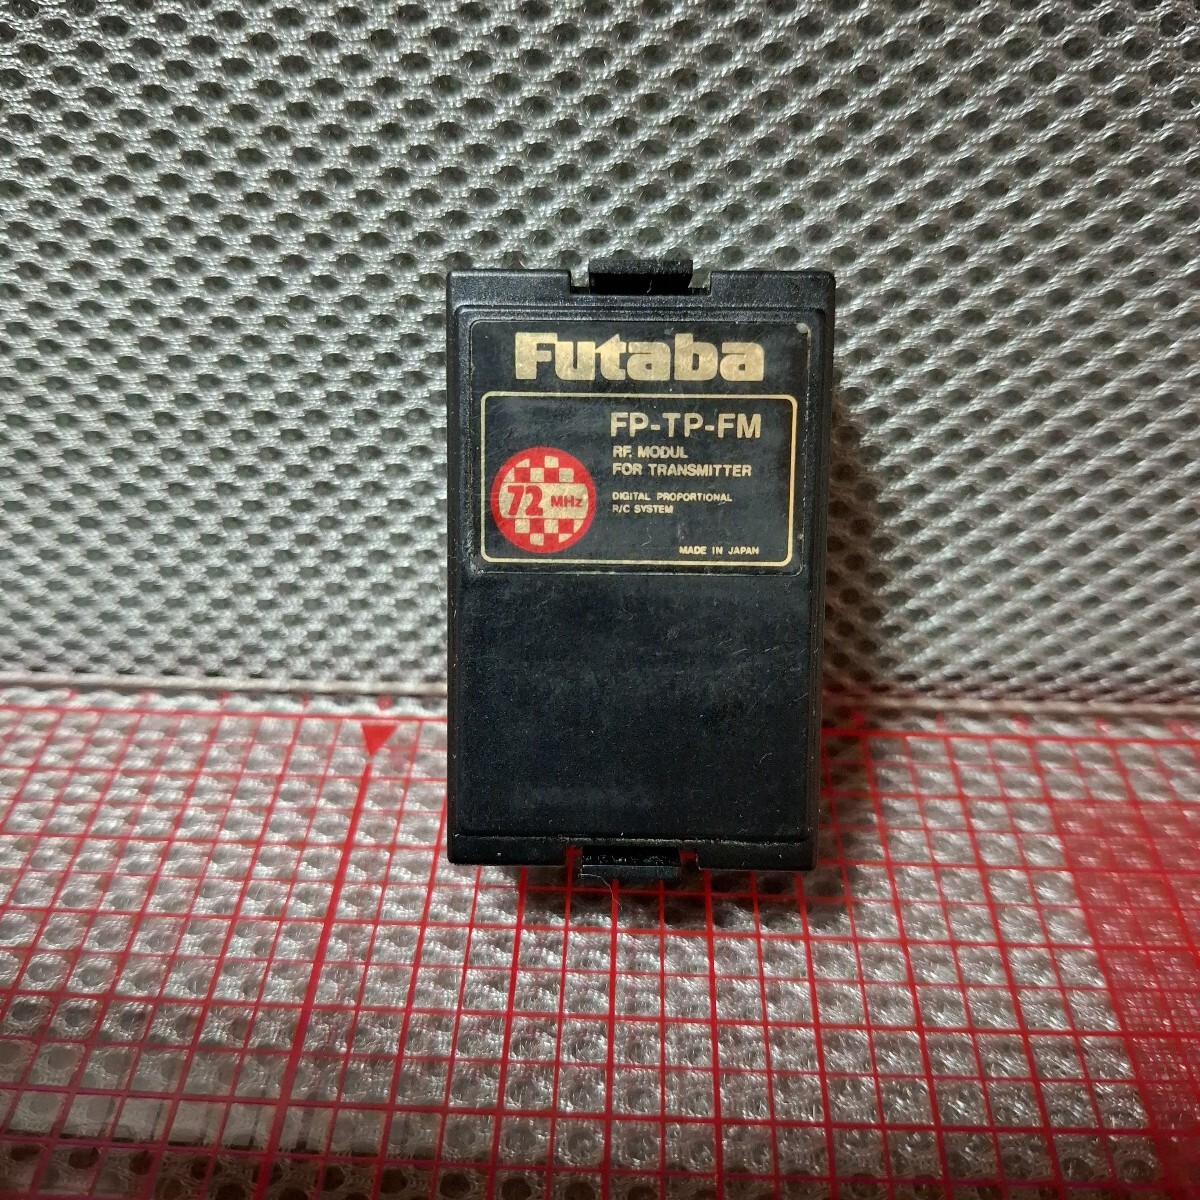 Futaba
FP-TP-FM
RF. MODUL
FOR TRANSMITTER
72 MHz
DIGITAL PROPORTIONAL
R/C SYSTEM
MADE IN JAPAN